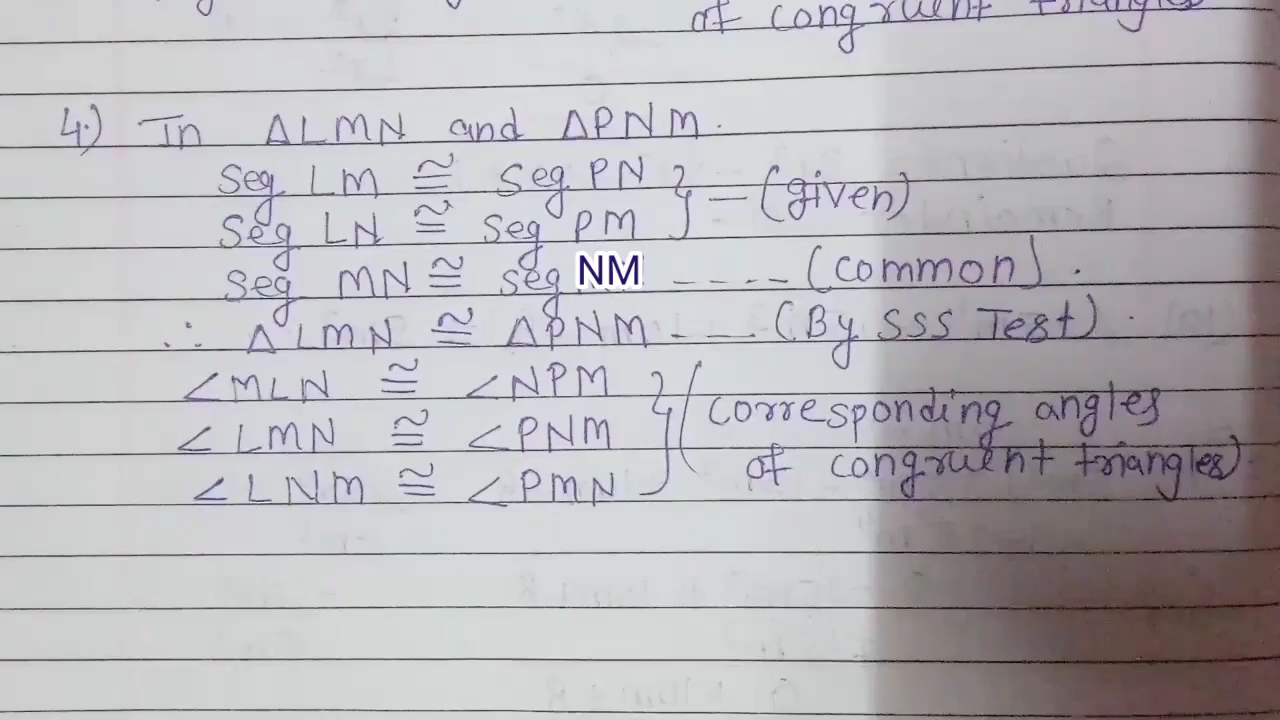 of congruent triangles
4.) In ΔLMN and ΔPNM.
Seg LM ≅ Seg PN
Seg LN ≅ Seg PM } — (given)
Seg MN ≅ seg NM ---- (common).
∴ ΔLMN ≅ ΔPNM --- (By SSS Test).
∠MLN ≅ ∠NPM
∠LMN ≅ ∠PNM } (corresponding angles
∠LNM ≅ ∠PMN of congruent triangles).